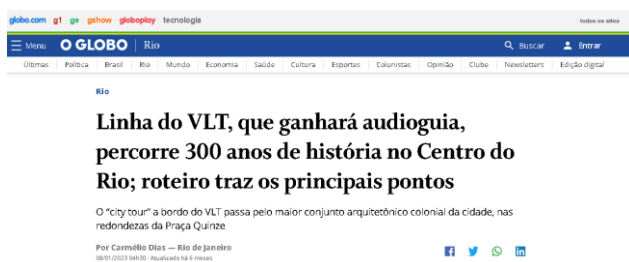 globo.com g1 ge gshow globoplay tecnologia todos os sites
Menu O GLOBO Rio Buscar Entrar
Últimas Política Brasil Rio Mundo Economia Saúde Cultura Esportes Colunistas Opinião Clube Newsletters Edição digital
Rio
Linha do VLT, que ganhará audioguia,
percorre 300 anos de história no Centro do
Rio; roteiro traz os principais pontos
O "city tour" a bordo do VLT passa pelo maior conjunto arquitetônico colonial da cidade, nas
redondezas da Praça Quinze
Por Carmélio Dias — Rio de Janeiro
08/01/2023 04h30 · Atualizado há 6 meses